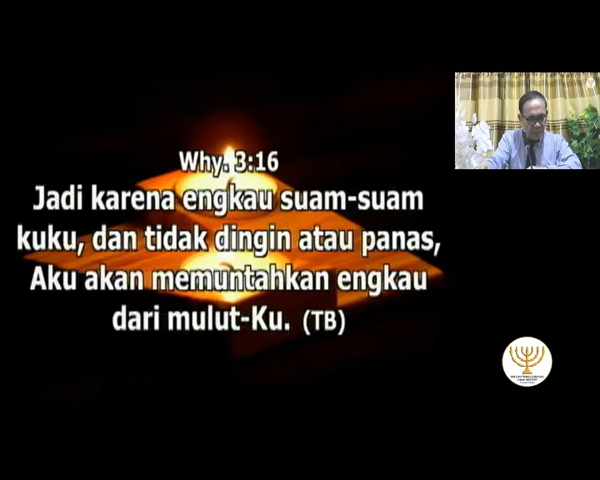 Why. 3:16
Jadi karena engkau suam-suam
kuku, dan tidak dingin atau panas,
Aku akan memuntahkan engkau
dari mulut-Ku. (TB)